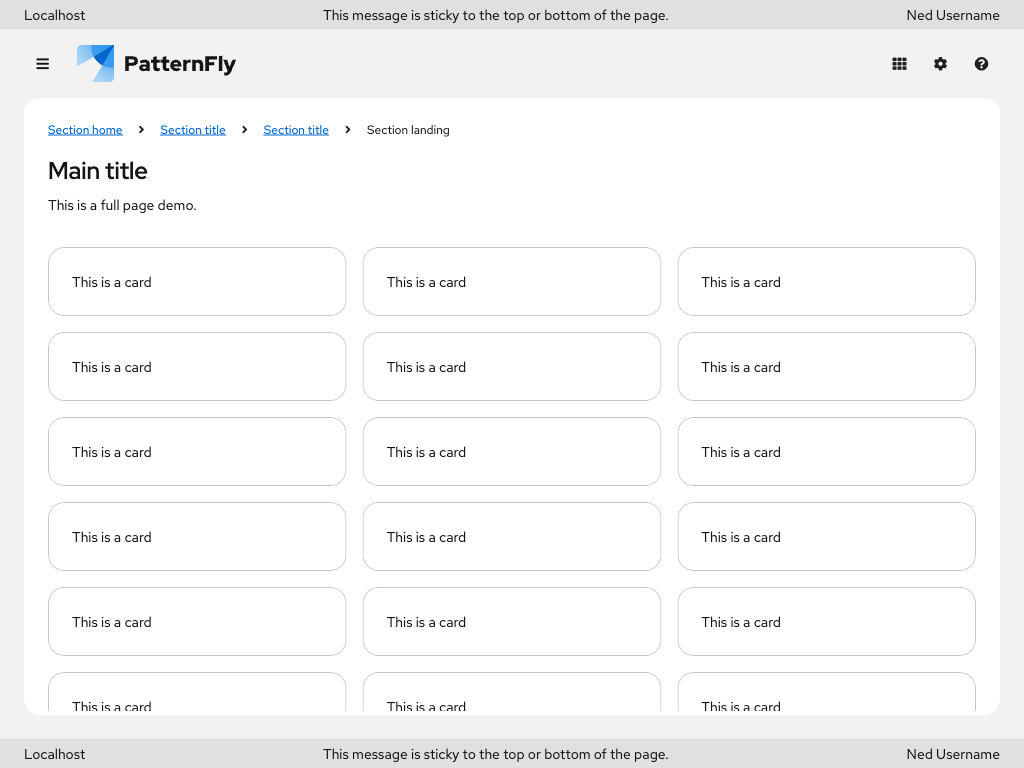 Localhost This message is sticky to the top or bottom of the page. Ned Username
PatternFly
Section home Section title Section title Section landing
Main title
This is a full page demo.
This is a card This is a card This is a card
This is a card This is a card This is a card
This is a card This is a card This is a card
This is a card This is a card This is a card
This is a card This is a card This is a card
This is a card This is a card This is a card
Localhost This message is sticky to the top or bottom of the page. Ned Username